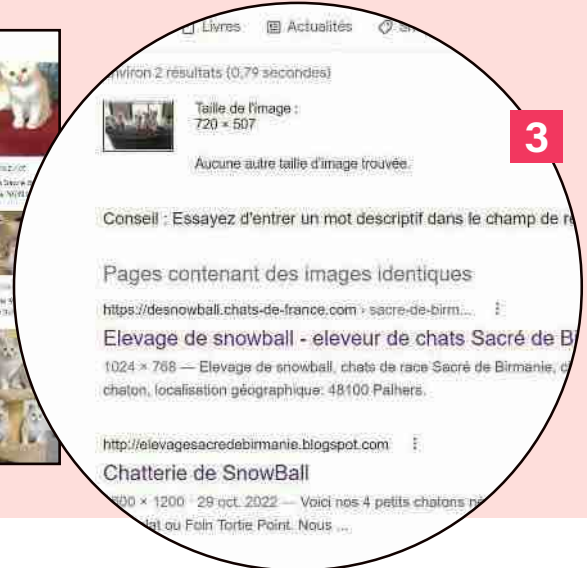 Livres Actualités
environ 2 résultats (0,79 secondes)
Taille de l'image :
720 × 507
3
Aucune autre taille d'image trouvée.
Conseil : Essayez d'entrer un mot descriptif dans le champ de
Pages contenant des images identiques
https://desnowball.chats-de-france.com › sacre-de-birm...
Elevage de snowball - eleveur de chats Sacré de B
1024 × 768 — Elevage de snowball, chats de race Sacré de Birmanie,
chaton, localisation géographique: 48100 Palhers.
http://elevagesacredebirmanie.blogspot.com
Chatterie de SnowBall
× 1200 · 29 oct. 2022 — Voici nos 4 petits chatons
ou Foin Tortie Point. Nous ...